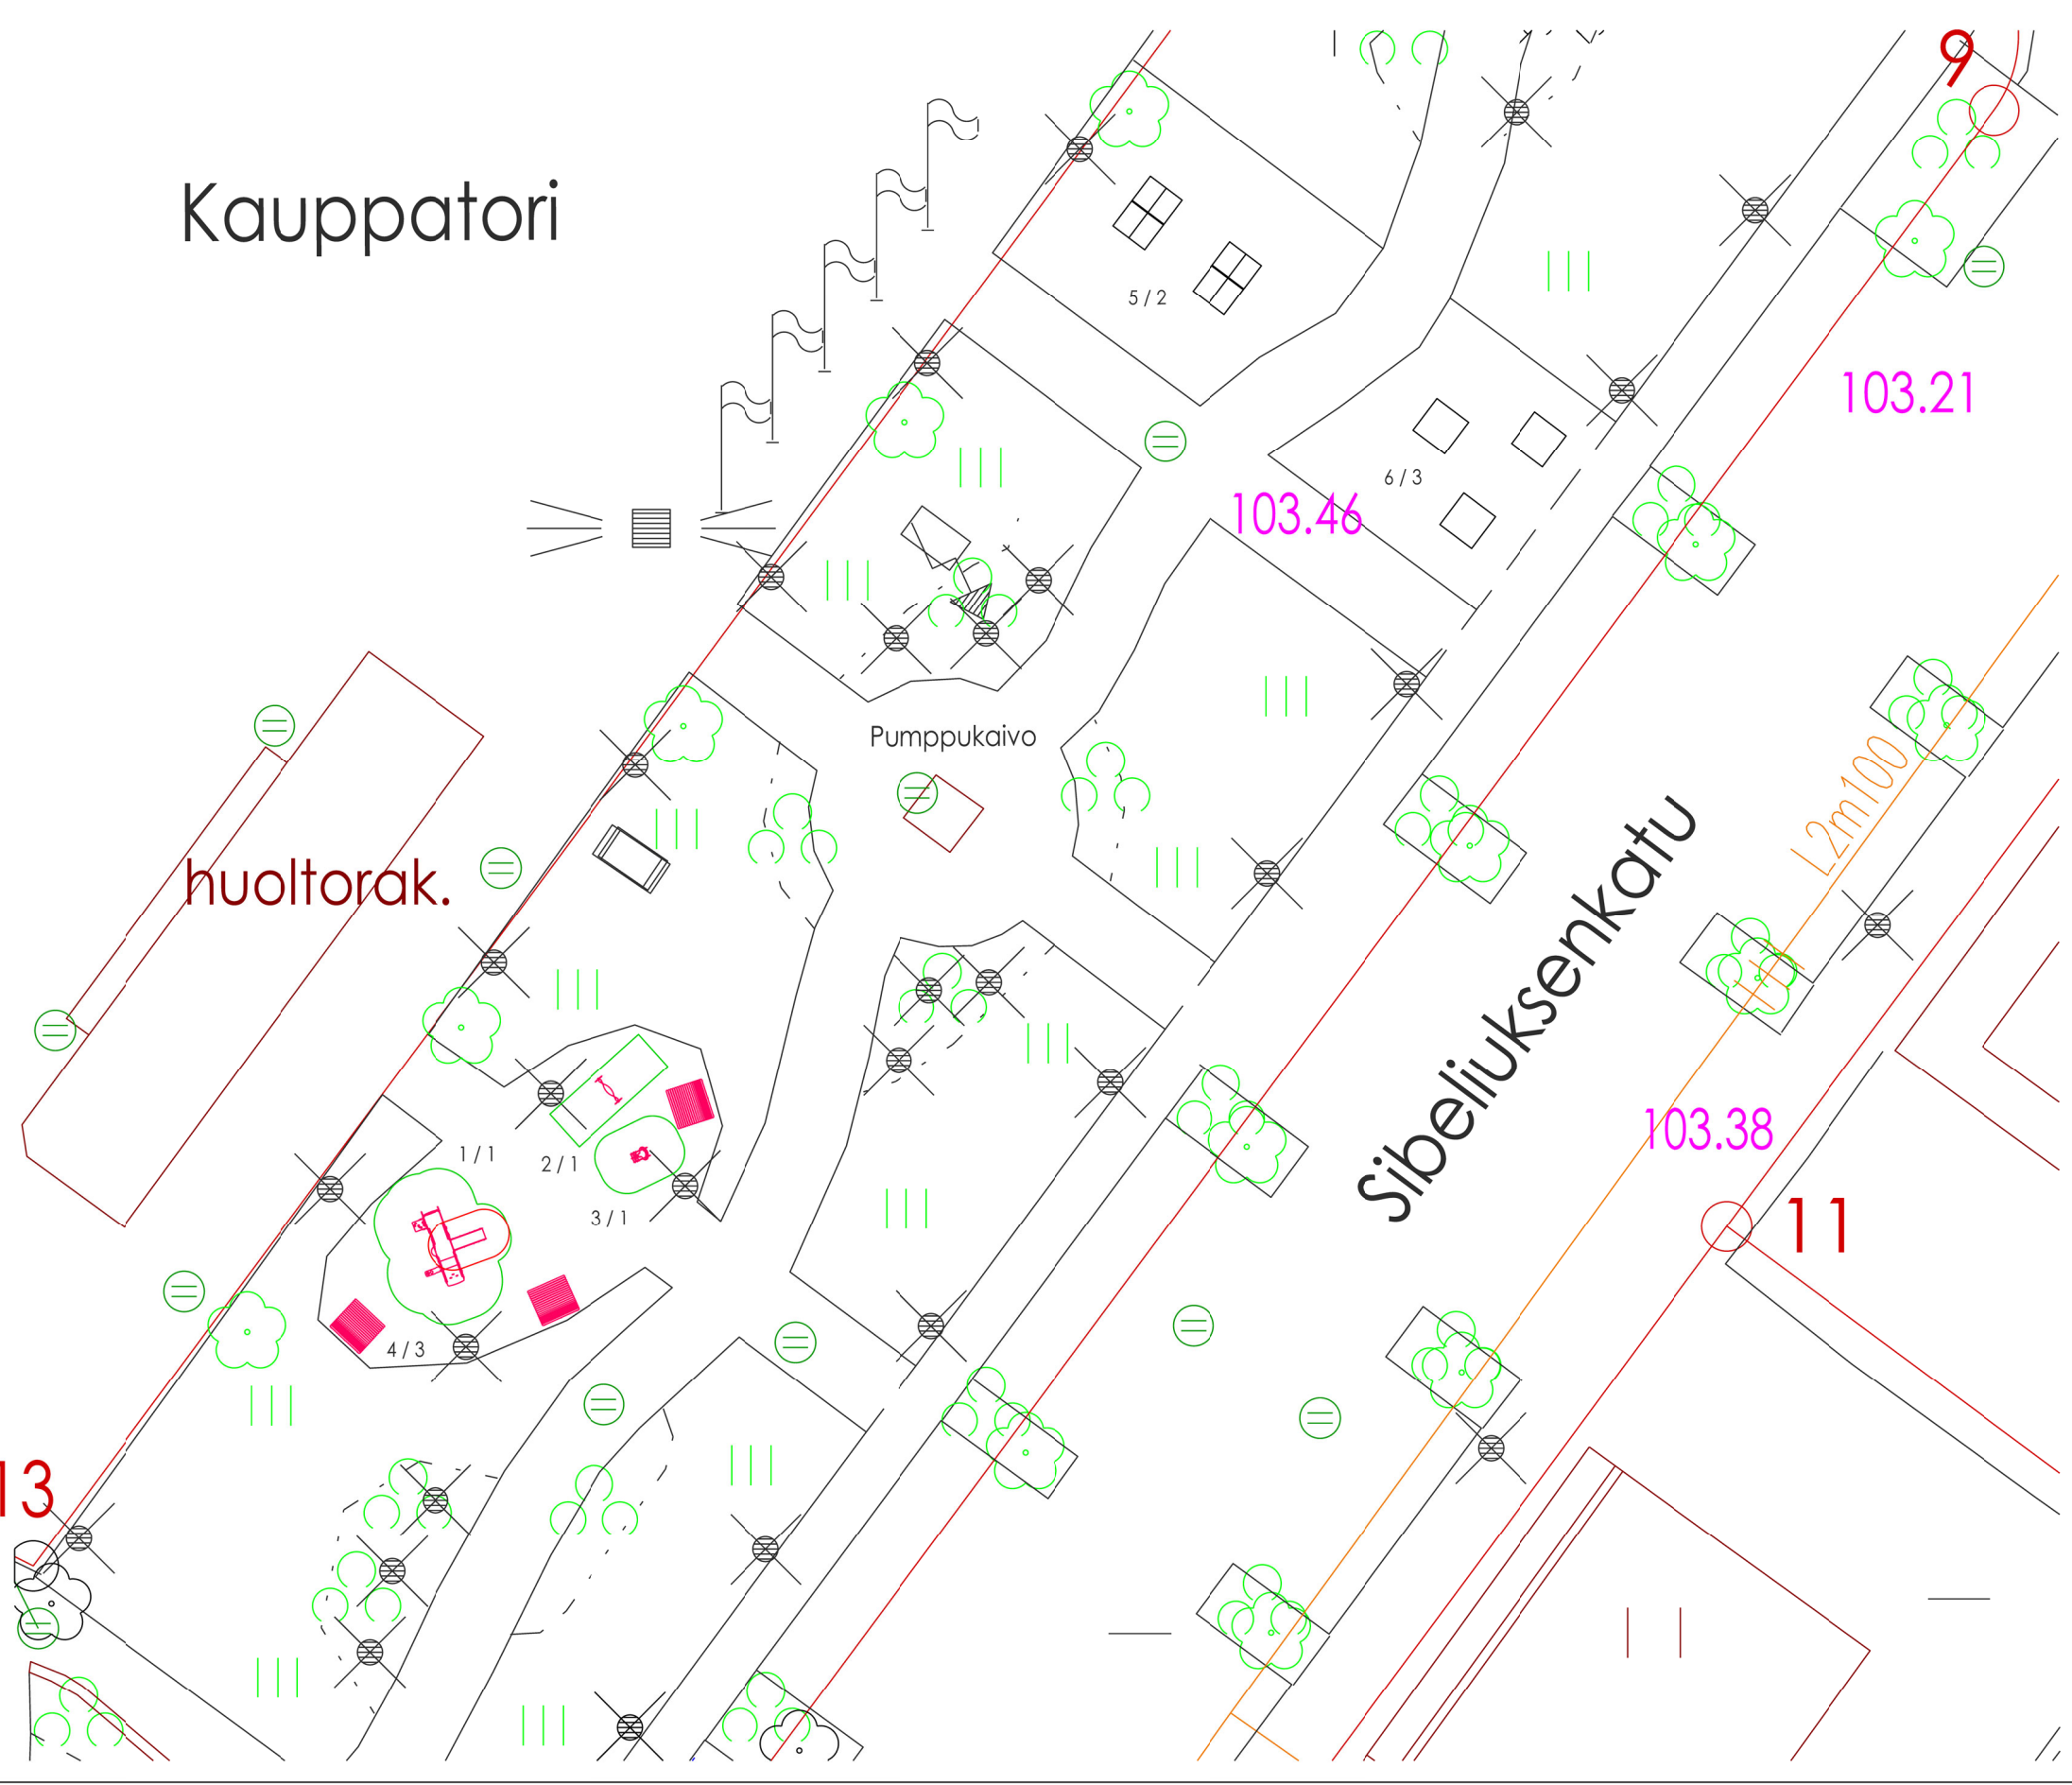 9
Kauppatori
5 / 2
103.21
6 / 3
103.46
Pumppukaivo
L2m100
huoltorak.
Sibeliuksenkatu
103.38
1 / 1
2 / 1
3 / 1
11
4 / 3
13